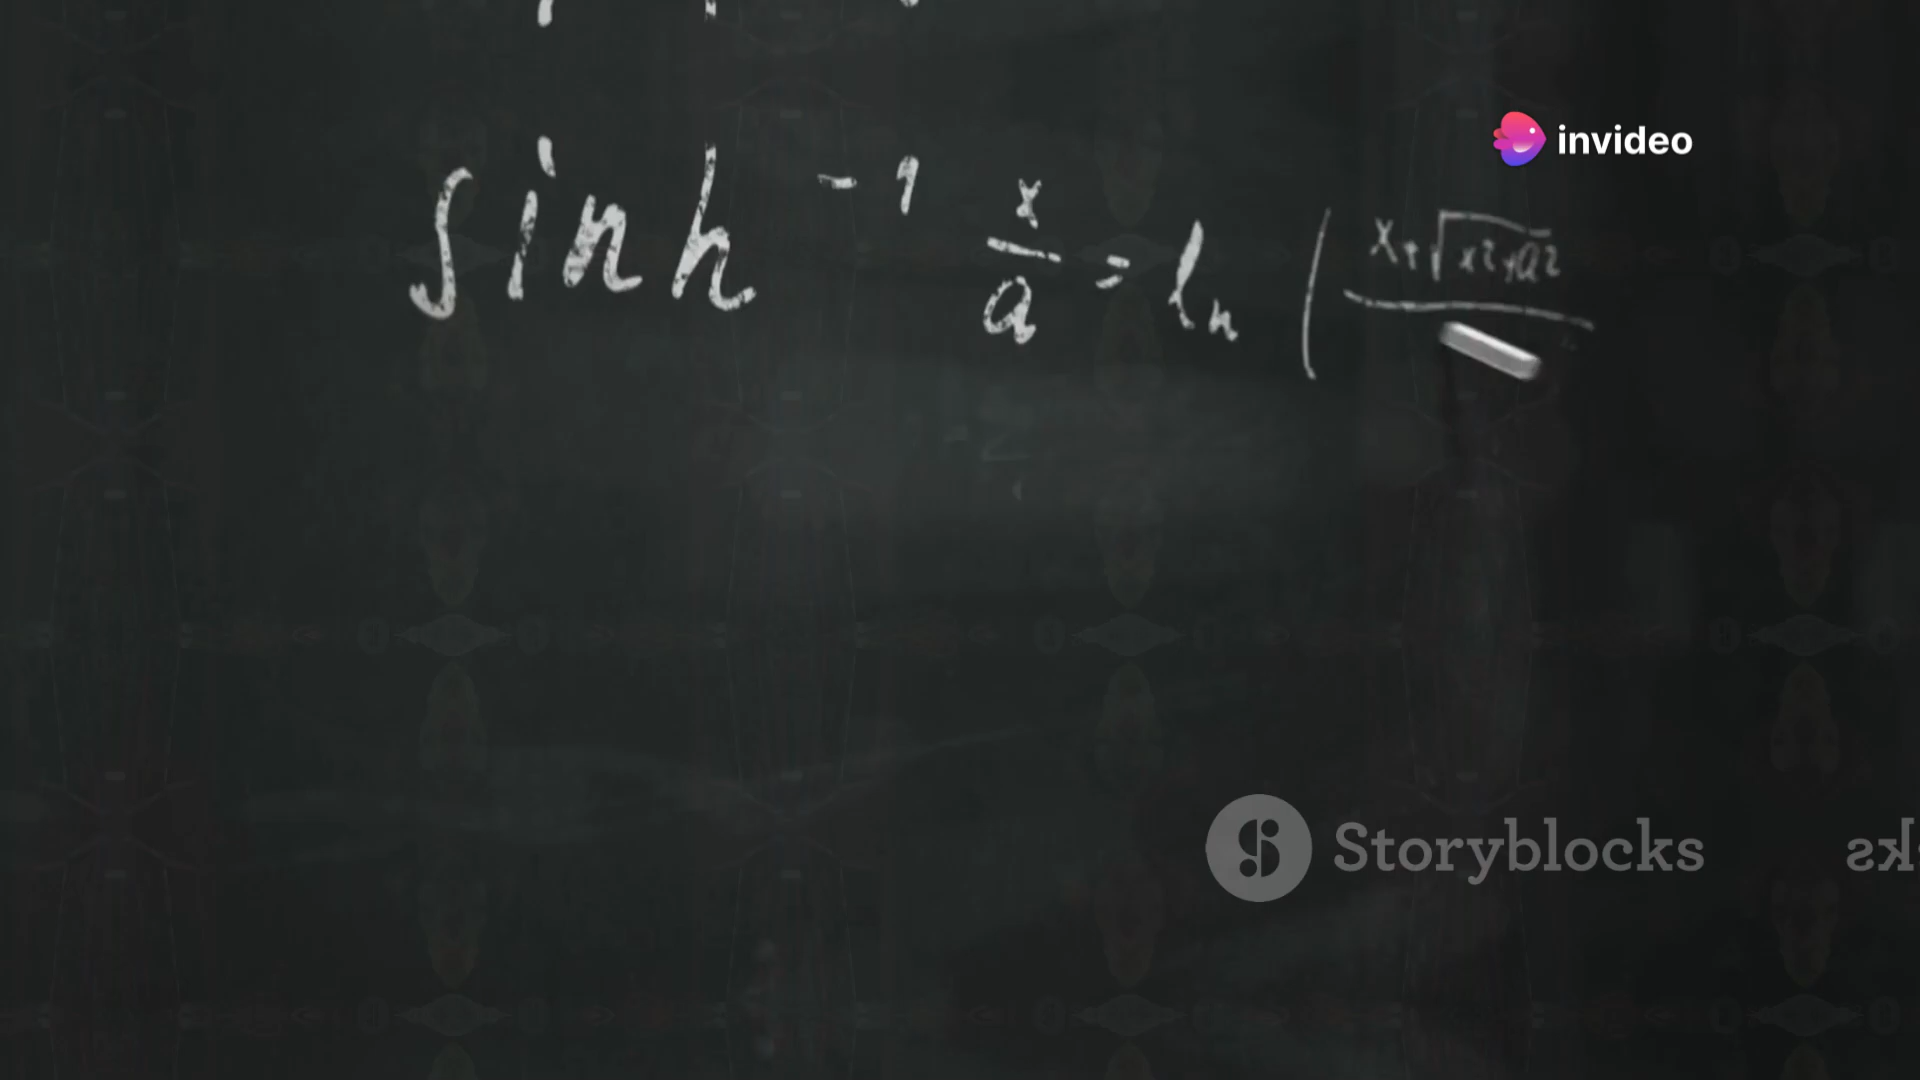 invideo
sinh⁻¹ x/a = ln ( x+√x²+a²
Storyblocks